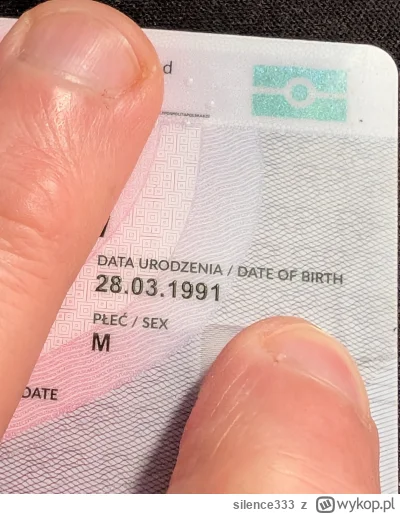 d
DATA URODZENIA / DATE OF BIRTH
28.03.1991
PŁEĆ / SEX
M
DATE
silence333 z wykop.pl